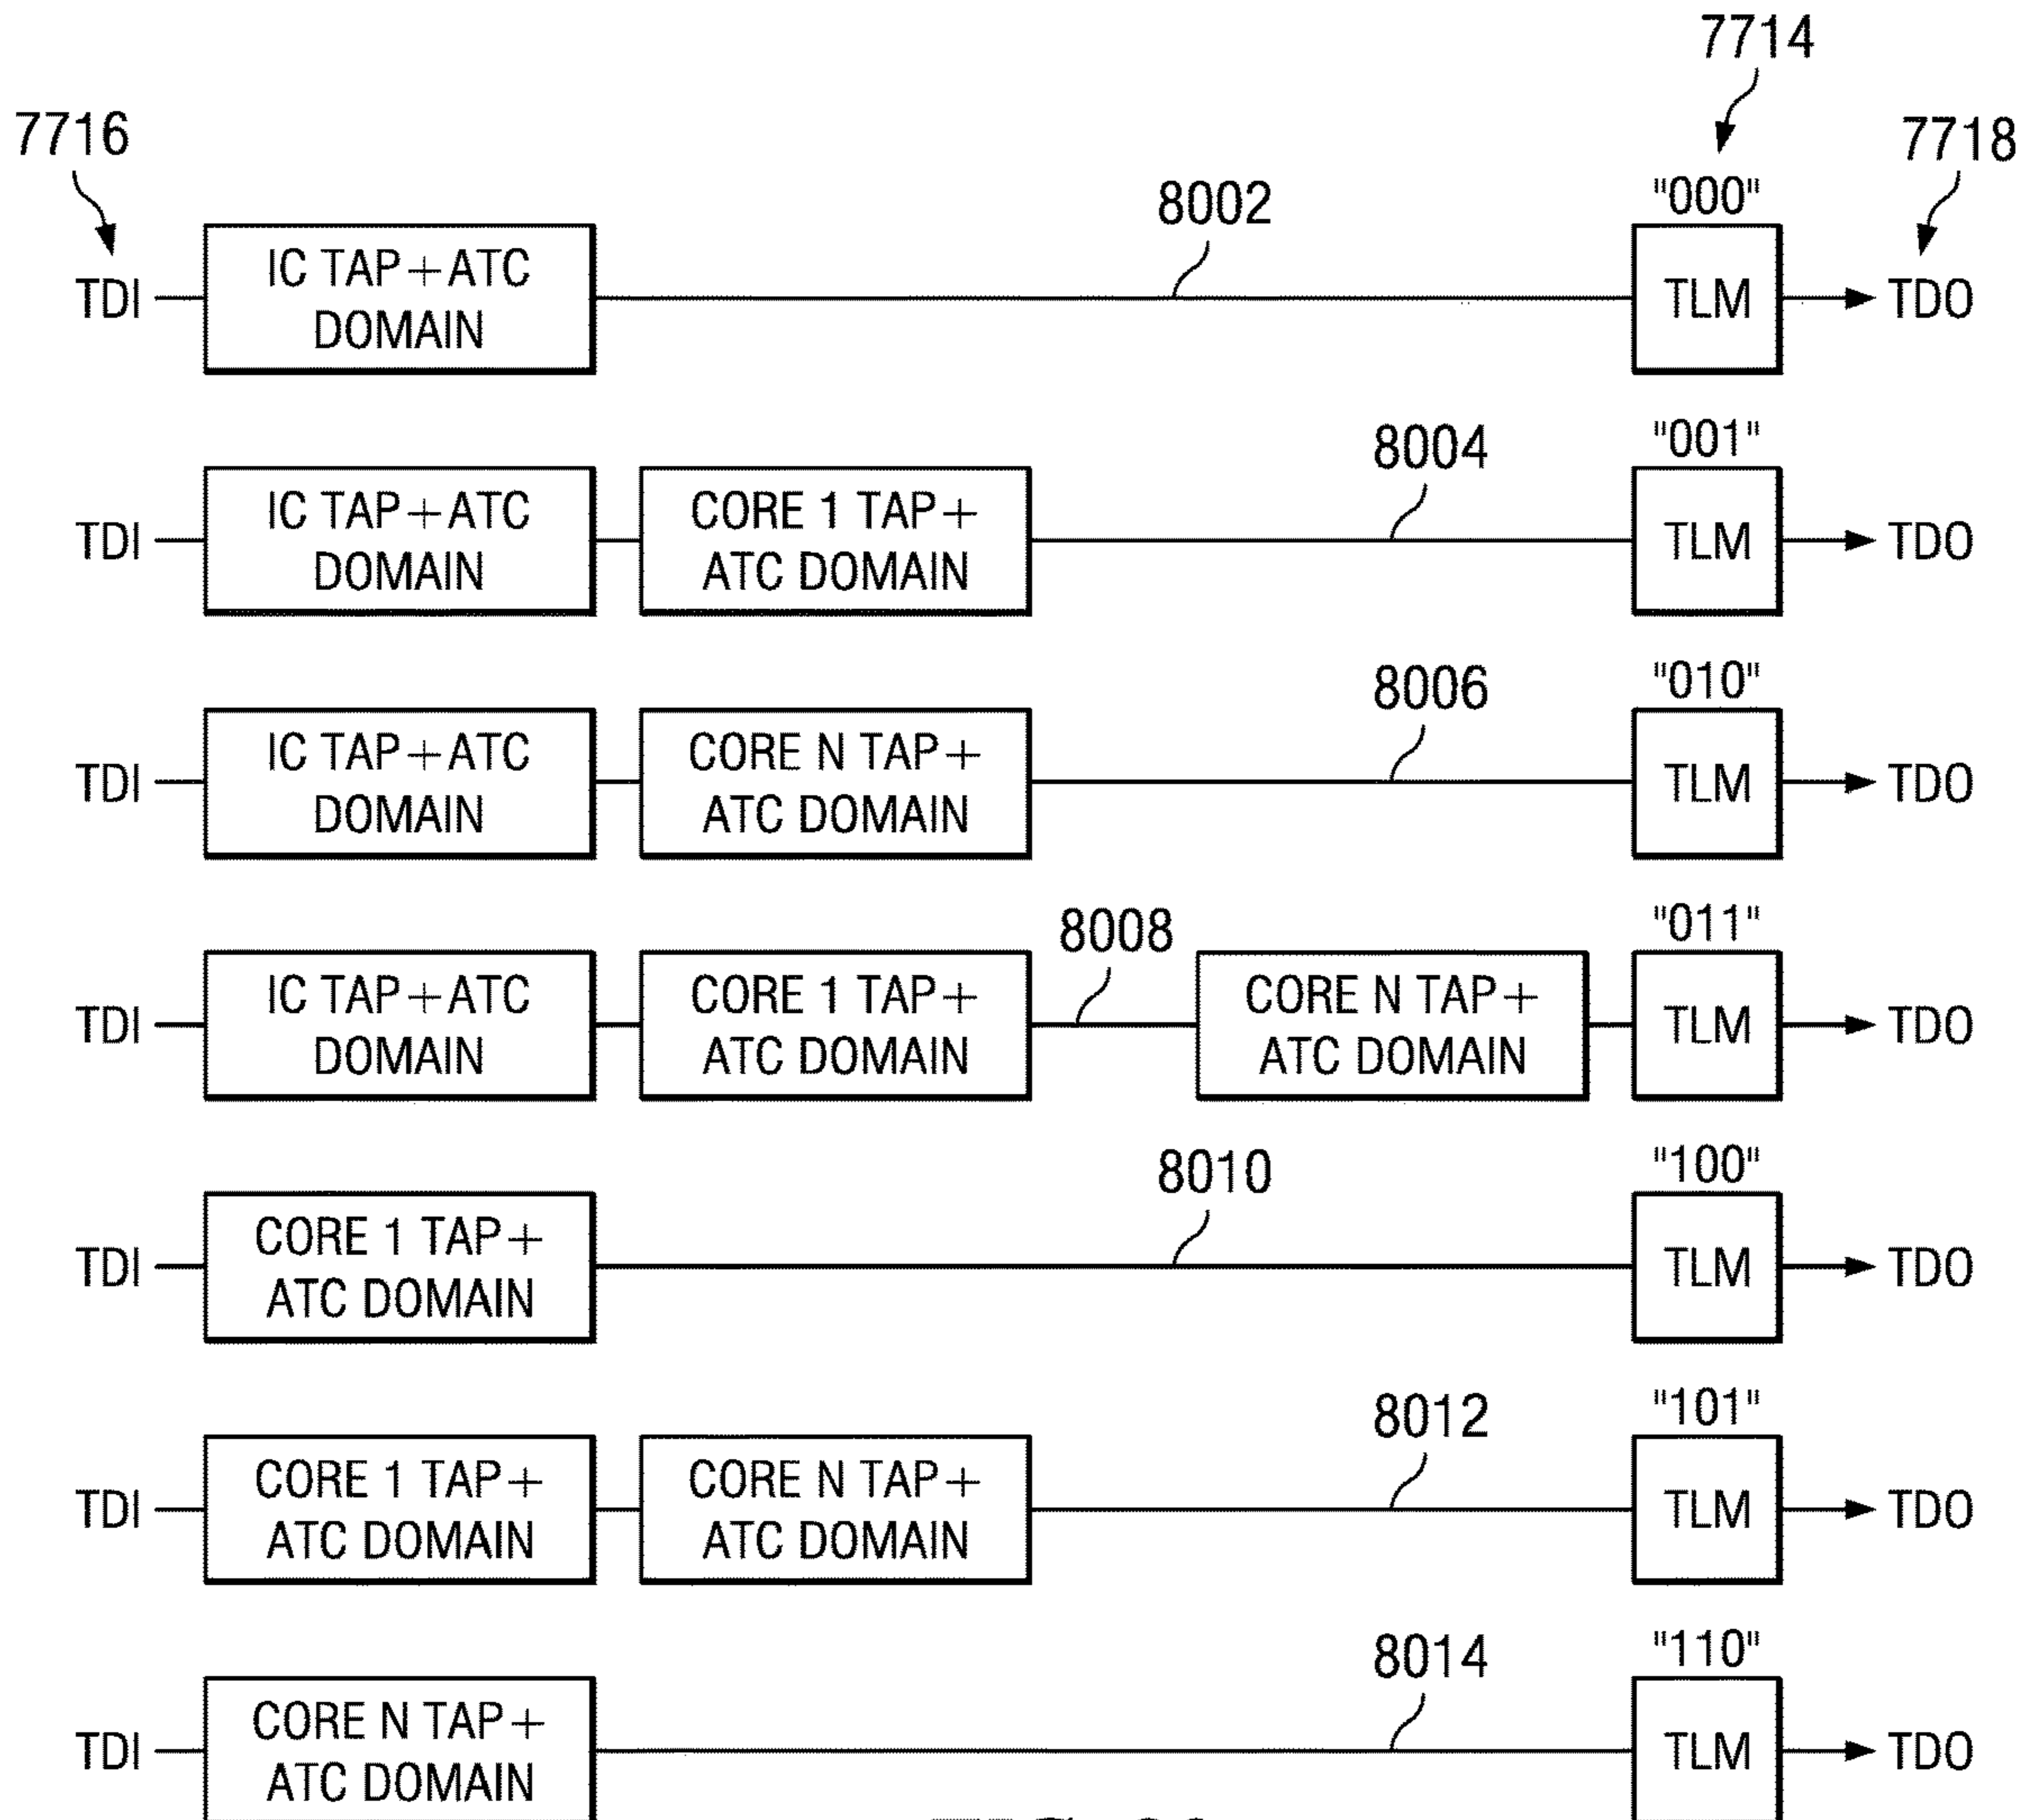 7714
7716
7718
8002
"000"
TDI
IC TAP+ATC
DOMAIN
TLM
TDO
8004
"001"
TDI
IC TAP+ATC
DOMAIN
CORE 1 TAP+
ATC DOMAIN
TLM
TDO
8006
"010"
TDI
IC TAP+ATC
DOMAIN
CORE N TAP+
ATC DOMAIN
TLM
TDO
8008
"011"
TDI
IC TAP+ATC
DOMAIN
CORE 1 TAP+
ATC DOMAIN
CORE N TAP+
ATC DOMAIN
TLM
TDO
8010
"100"
TDI
CORE 1 TAP+
ATC DOMAIN
TLM
TDO
8012
"101"
TDI
CORE 1 TAP+
ATC DOMAIN
CORE N TAP+
ATC DOMAIN
TLM
TDO
8014
"110"
TDI
CORE N TAP+
ATC DOMAIN
TLM
TDO